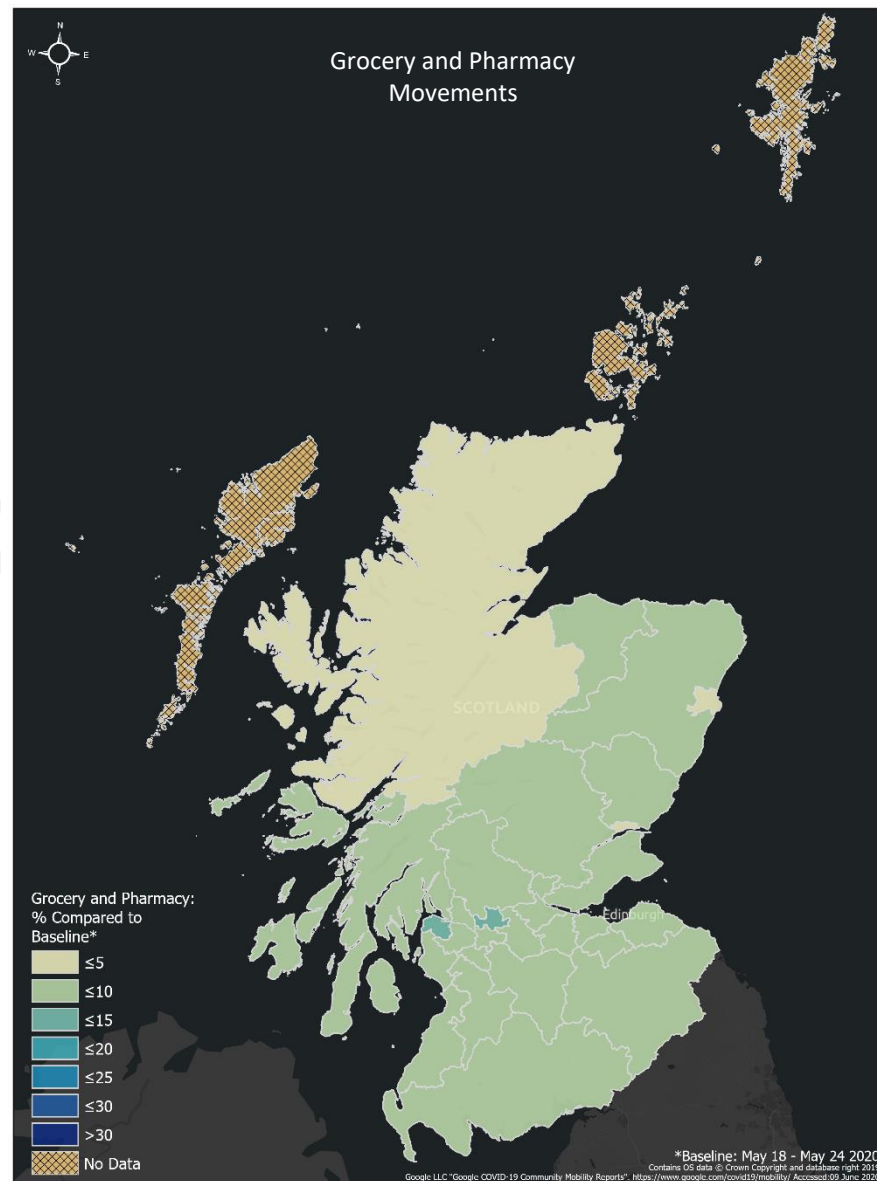 N
W E
S
Grocery and Pharmacy
Movements
SCOTLAND
Edinburgh
Grocery and Pharmacy:
% Compared to
Baseline*
≤5
≤10
≤15
≤20
≤25
≤30
>30
No Data
*Baseline: May 18 - May 24 2020
Contains OS data © Crown Copyright and database right 2019
Google LLC "Google COVID-19 Community Mobility Reports". https://www.google.com/covid19/mobility/ Accessed:09 June 2020